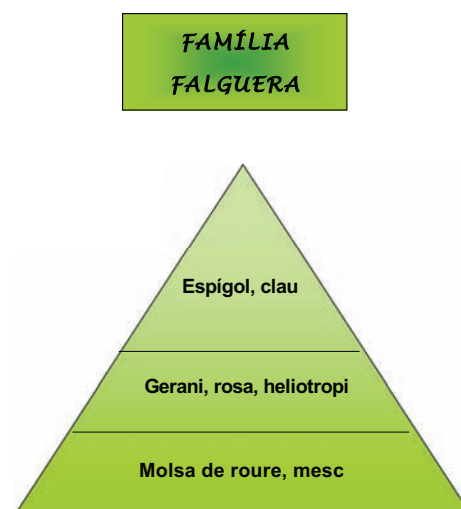 FAMÍLIA
FALGUERA
Espígol, clau
Gerani, rosa, heliotropi
Molsa de roure, mesc